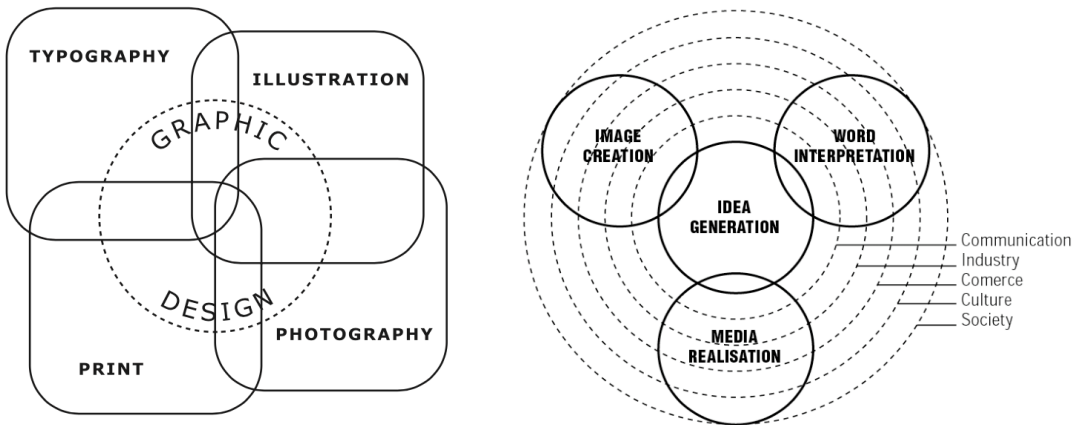 TYPOGRAPHY
ILLUSTRATION
GRAPHIC
DESIGN
PHOTOGRAPHY
PRINT
IMAGE
CREATION
WORD
INTERPRETATION
IDEA
GENERATION
MEDIA
REALISATION
Communication
Industry
Comerce
Culture
Society